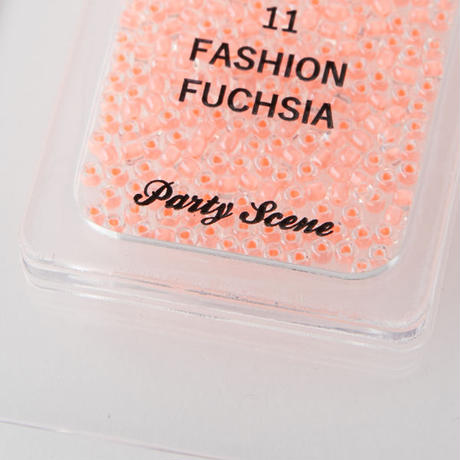 11
FASHION
FUCHSIA
Party Scene